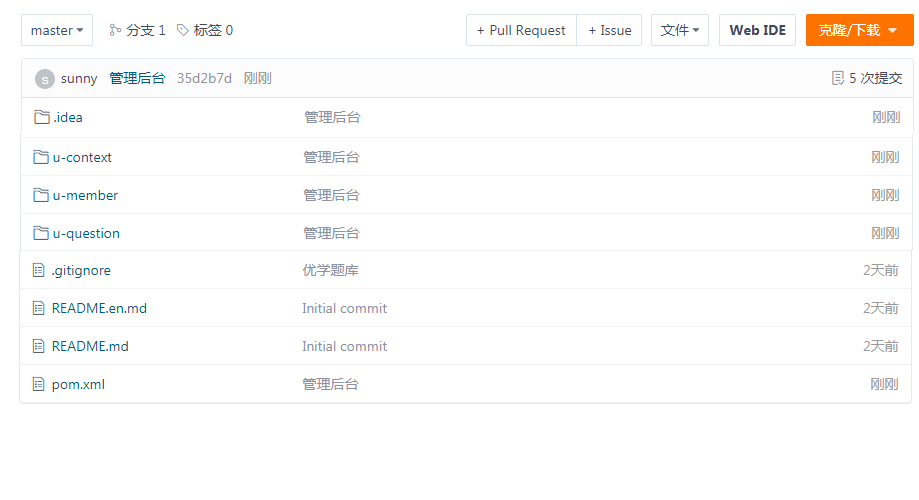 master 分支 1 标签 0 + Pull Request + Issue 文件 Web IDE 克隆/下载
s sunny 管理后台 35d2b7d 刚刚 5 次提交
.idea 管理后台 刚刚
u-context 管理后台 刚刚
u-member 管理后台 刚刚
u-question 管理后台 刚刚
.gitignore 优学题库 2天前
README.en.md Initial commit 2天前
README.md Initial commit 2天前
pom.xml 管理后台 刚刚